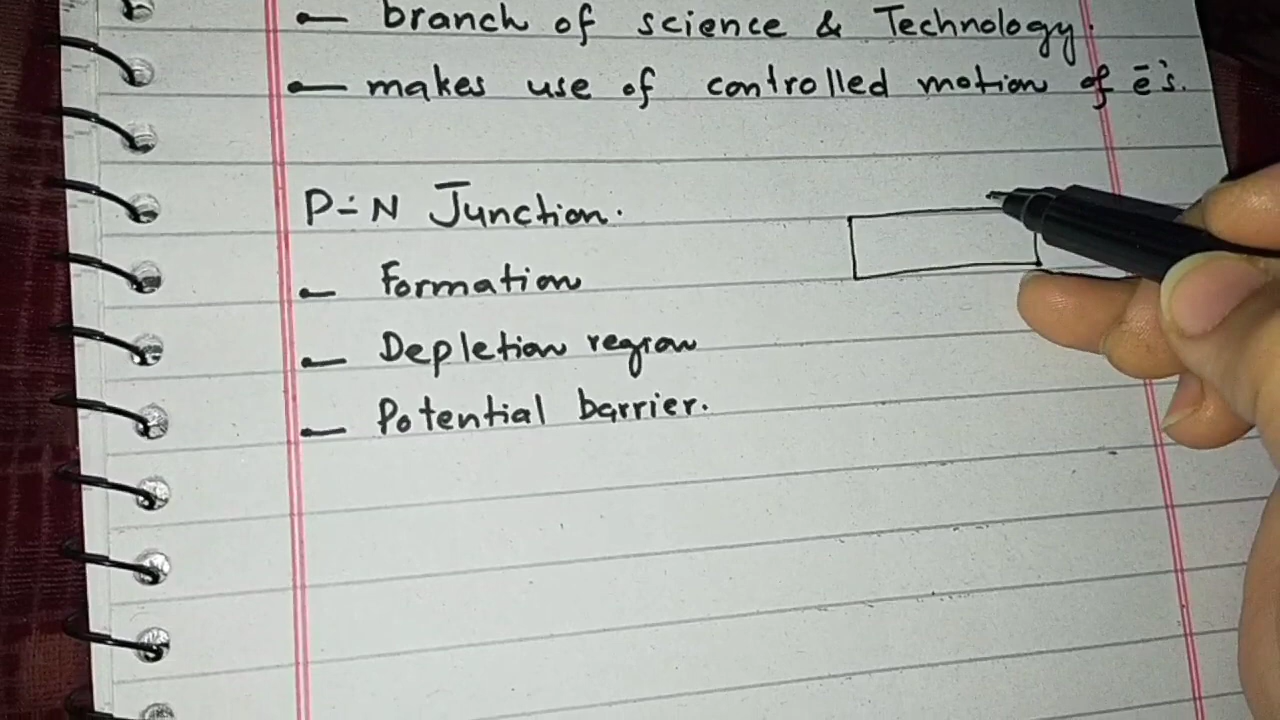 — branch of science & Technology.
— makes use of controlled motion of ē's.
P-N Junction.
— Formation
— Depletion region
— Potential barrier.